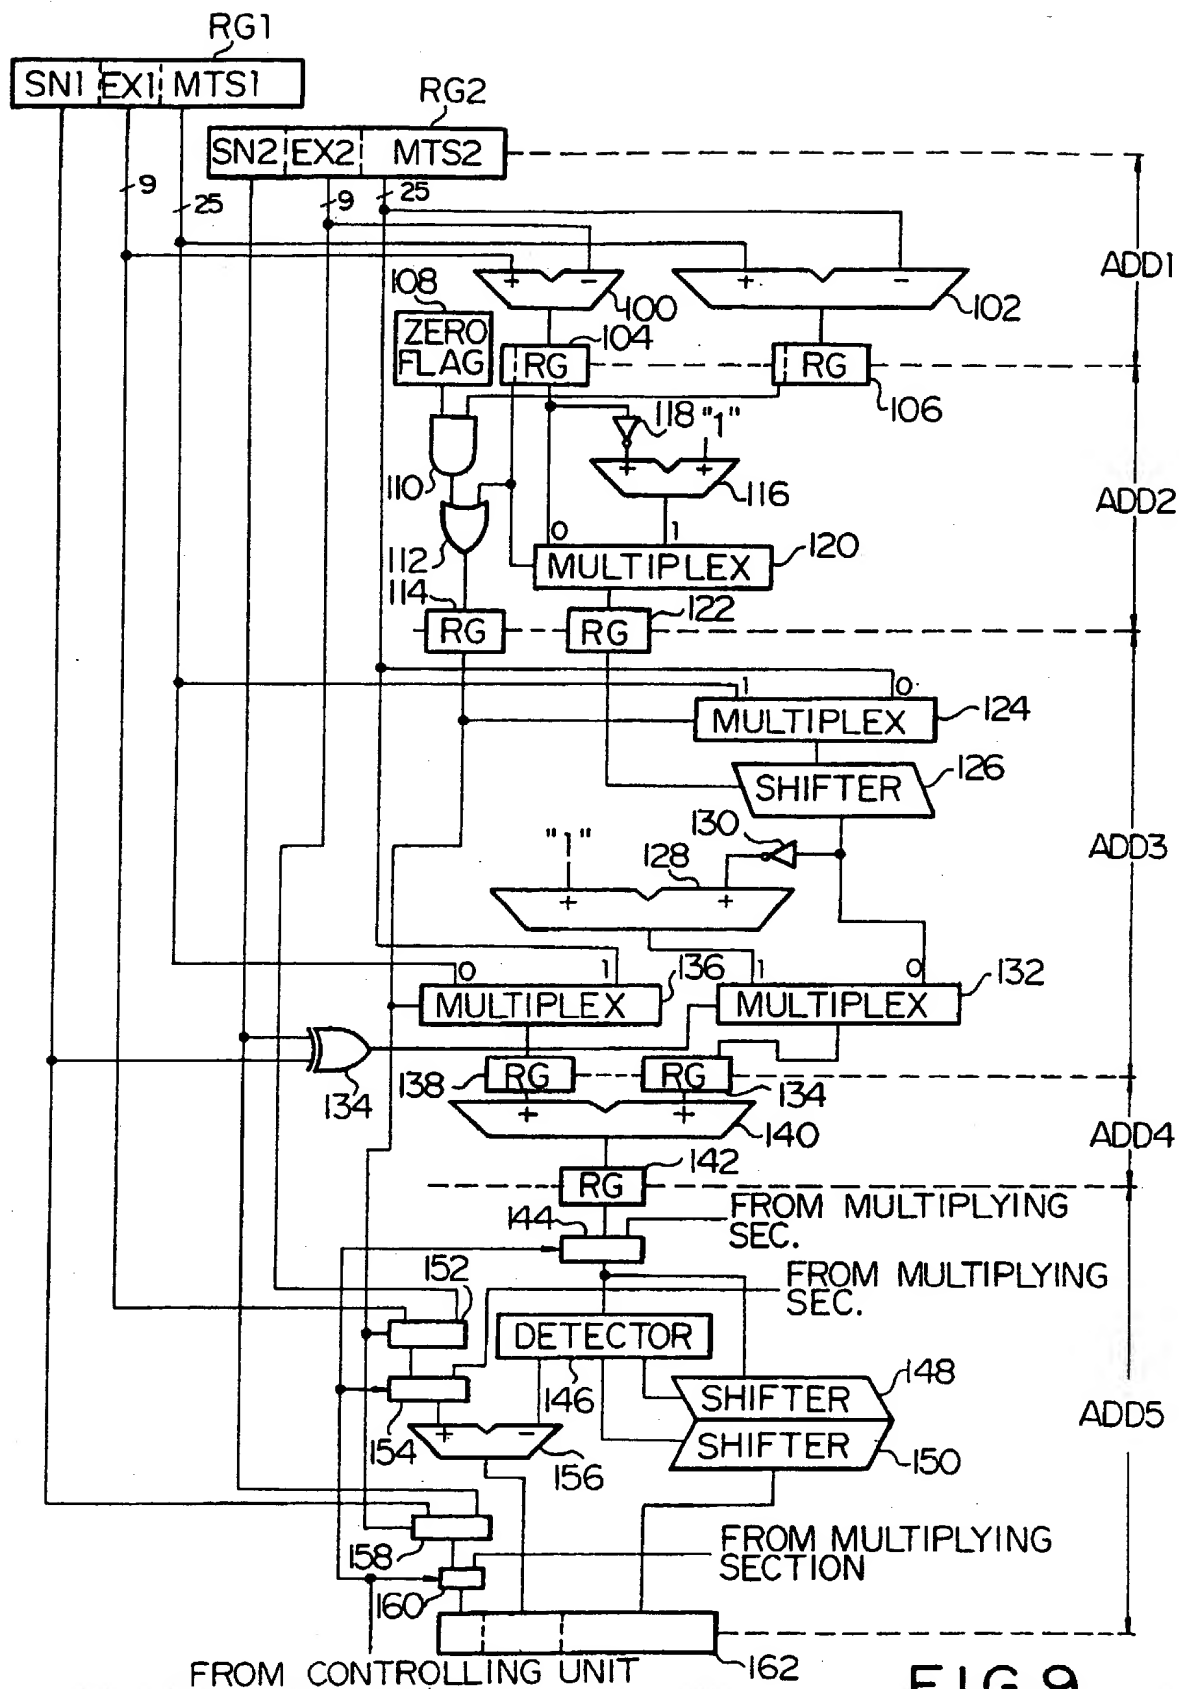 RG1
SN1 EX1 MTS1
RG2
SN2 EX2 MTS2
9
25
9
25
ADD1
+ −
+ −
108
400
102
ZERO FLAG
104
RG
RG
106
118
"1"
110
+ +
116
ADD2
0 1
112
MULTIPLEX
120
114
122
RG
RG
1 0
MULTIPLEX
124
SHIFTER
126
130
"1"
128
ADD3
+ +
0 1
136
1 0
132
MULTIPLEX
MULTIPLEX
134
138
RG
RG
134
+ +
140
ADD4
142
RG
144
FROM MULTIPLYING
SEC.
152
FROM MULTIPLYING
SEC.
DETECTOR
146
148
SHIFTER
ADD5
154
+ −
156
SHIFTER
150
158
FROM MULTIPLYING
SECTION
160
162
FROM CONTROLLING UNIT
FIG. 9